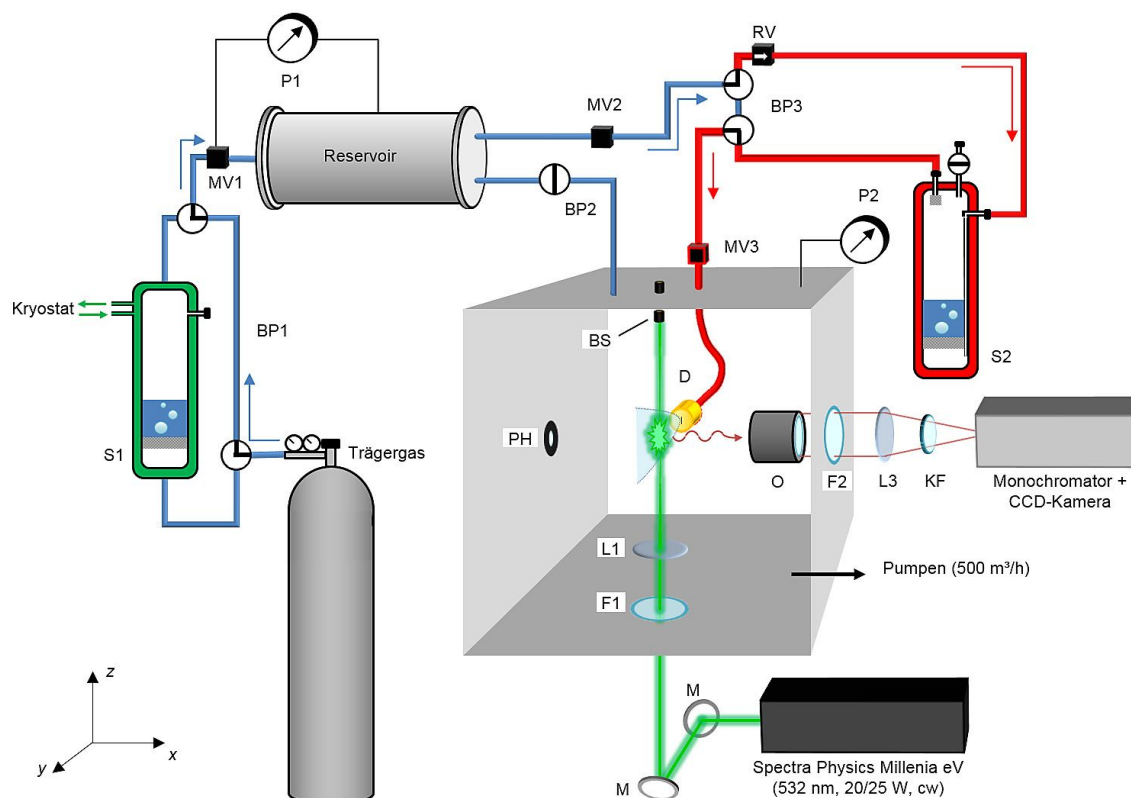 RV
P1
MV2
BP3
Reservoir
MV1
BP2
P2
MV3
Kryostat
BP1
BS
S2
D
PH
S1
Trägergas
O
F2
L3
KF
Monochromator +
CCD-Kamera
L1
Pumpen (500 m³/h)
F1
z
M
y
x
M
Spectra Physics Millenia eV
(532 nm, 20/25 W, cw)